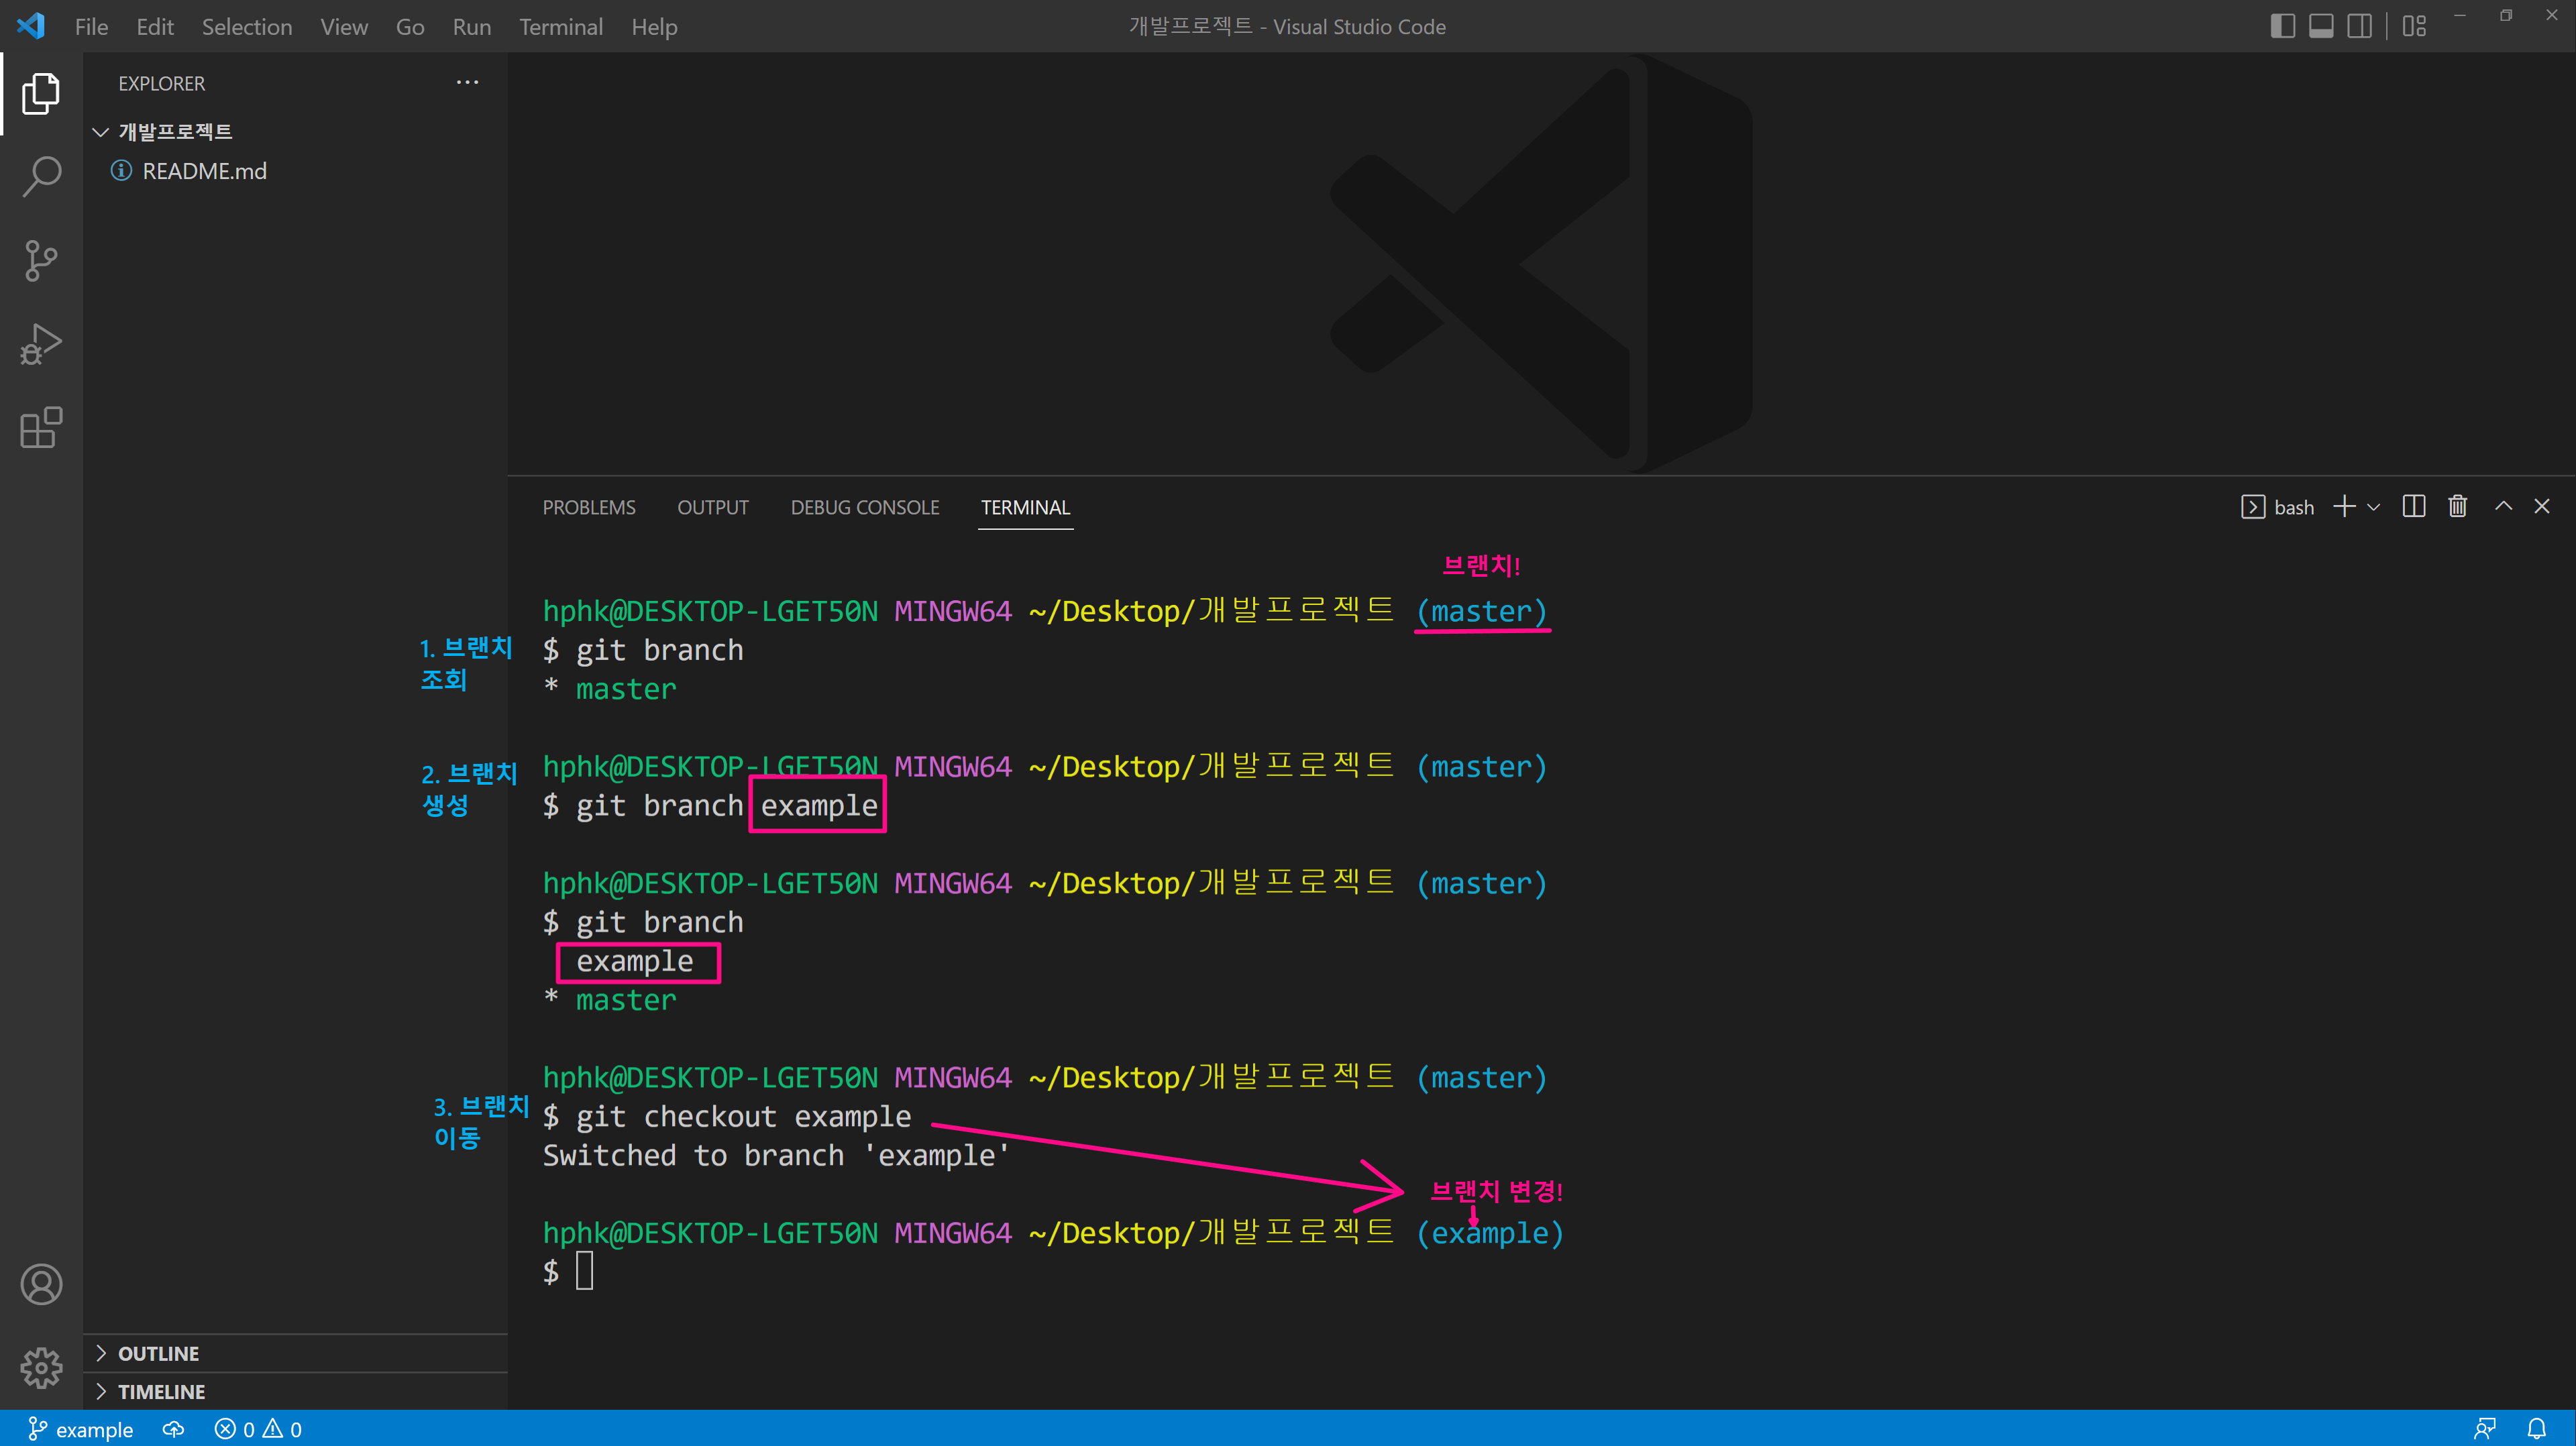 File Edit Selection View Go Run Terminal Help
개발프로젝트 - Visual Studio Code
EXPLORER
개발프로젝트
README.md
PROBLEMS OUTPUT DEBUG CONSOLE TERMINAL
bash
브랜치!
hphk@DESKTOP-LGET50N MINGW64 ~/Desktop/개발프로젝트 (master)
1. 브랜치
조회
$ git branch
* master
2. 브랜치
생성
hphk@DESKTOP-LGET50N MINGW64 ~/Desktop/개발프로젝트 (master)
$ git branch example
hphk@DESKTOP-LGET50N MINGW64 ~/Desktop/개발프로젝트 (master)
$ git branch
example
* master
hphk@DESKTOP-LGET50N MINGW64 ~/Desktop/개발프로젝트 (master)
3. 브랜치
이동
$ git checkout example
Switched to branch 'example'
브랜치 변경!
hphk@DESKTOP-LGET50N MINGW64 ~/Desktop/개발프로젝트 (example)
$
OUTLINE
TIMELINE
example 0 0